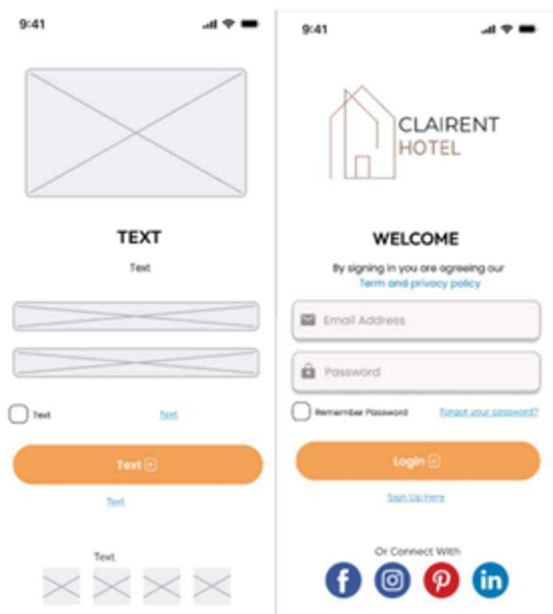 9:41
TEXT
Text
Text
Text
Text
Text
Text
9:41
CLAIRENT
HOTEL
WELCOME
By signing in you are agreeing our
Term and privacy policy
Email Address
Password
Remember Password
Forgot your password?
Login
Sign Up Here
Or Connect With
f
in